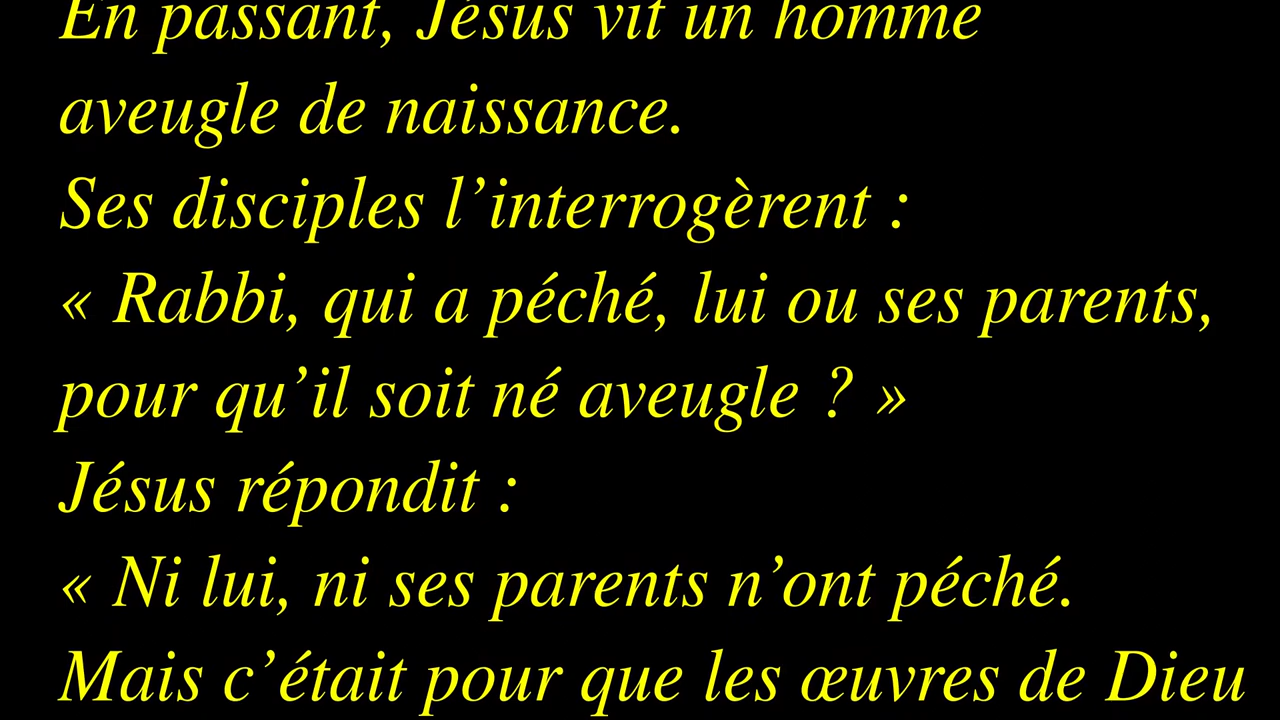 En passant, Jésus vit un homme
aveugle de naissance.
Ses disciples l’interrogèrent :
« Rabbi, qui a péché, lui ou ses parents,
pour qu’il soit né aveugle ? »
Jésus répondit :
« Ni lui, ni ses parents n’ont péché.
Mais c’était pour que les œuvres de Dieu